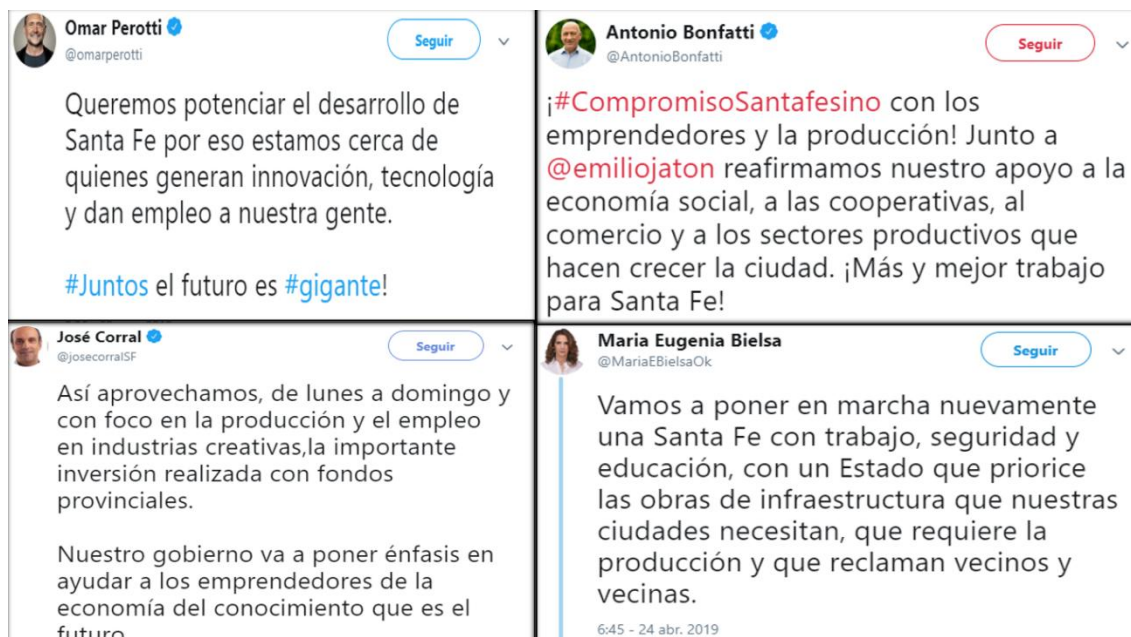 Omar Perotti
@omarperotti
Seguir
Queremos potenciar el desarrollo de
Santa Fe por eso estamos cerca de
quienes generan innovación, tecnología
y dan empleo a nuestra gente.
#Juntos el futuro es #gigante!
Antonio Bonfatti
@AntonioBonfatti
Seguir
¡#CompromisoSantafesino con los
emprendedores y la producción! Junto a
@emiliojaton reafirmamos nuestro apoyo a la
economía social, a las cooperativas, al
comercio y a los sectores productivos que
hacen crecer la ciudad. ¡Más y mejor trabajo
para Santa Fe!
José Corral
@josecorralSF
Seguir
Así aprovechamos, de lunes a domingo y
con foco en la producción y el empleo
en industrias creativas,la importante
inversión realizada con fondos
provinciales.
Nuestro gobierno va a poner énfasis en
ayudar a los emprendedores de la
economía del conocimiento que es el
futuro
Maria Eugenia Bielsa
@MariaEBielsaOk
Seguir
Vamos a poner en marcha nuevamente
una Santa Fe con trabajo, seguridad y
educación, con un Estado que priorice
las obras de infraestructura que nuestras
ciudades necesitan, que requiere la
producción y que reclaman vecinos y
vecinas.
6:45 - 24 abr. 2019